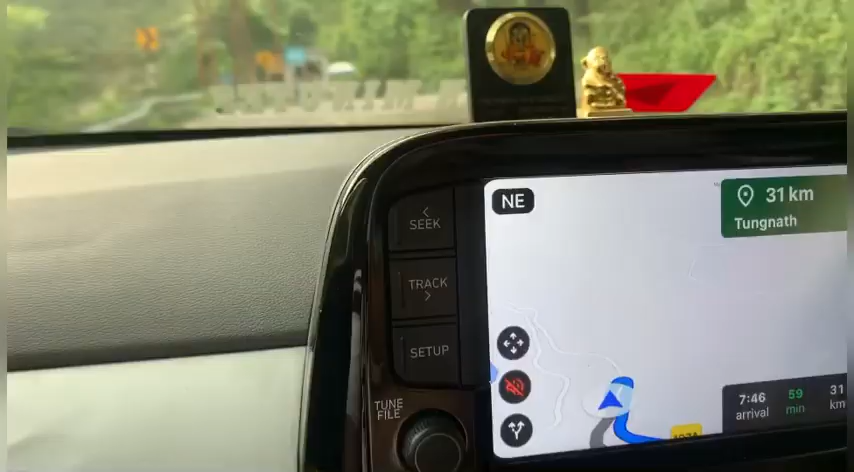 NE
31 km
Tungnath
SEEK
TRACK
SETUP
TUNE
FILE
7:46
arrival
59
min
31
km